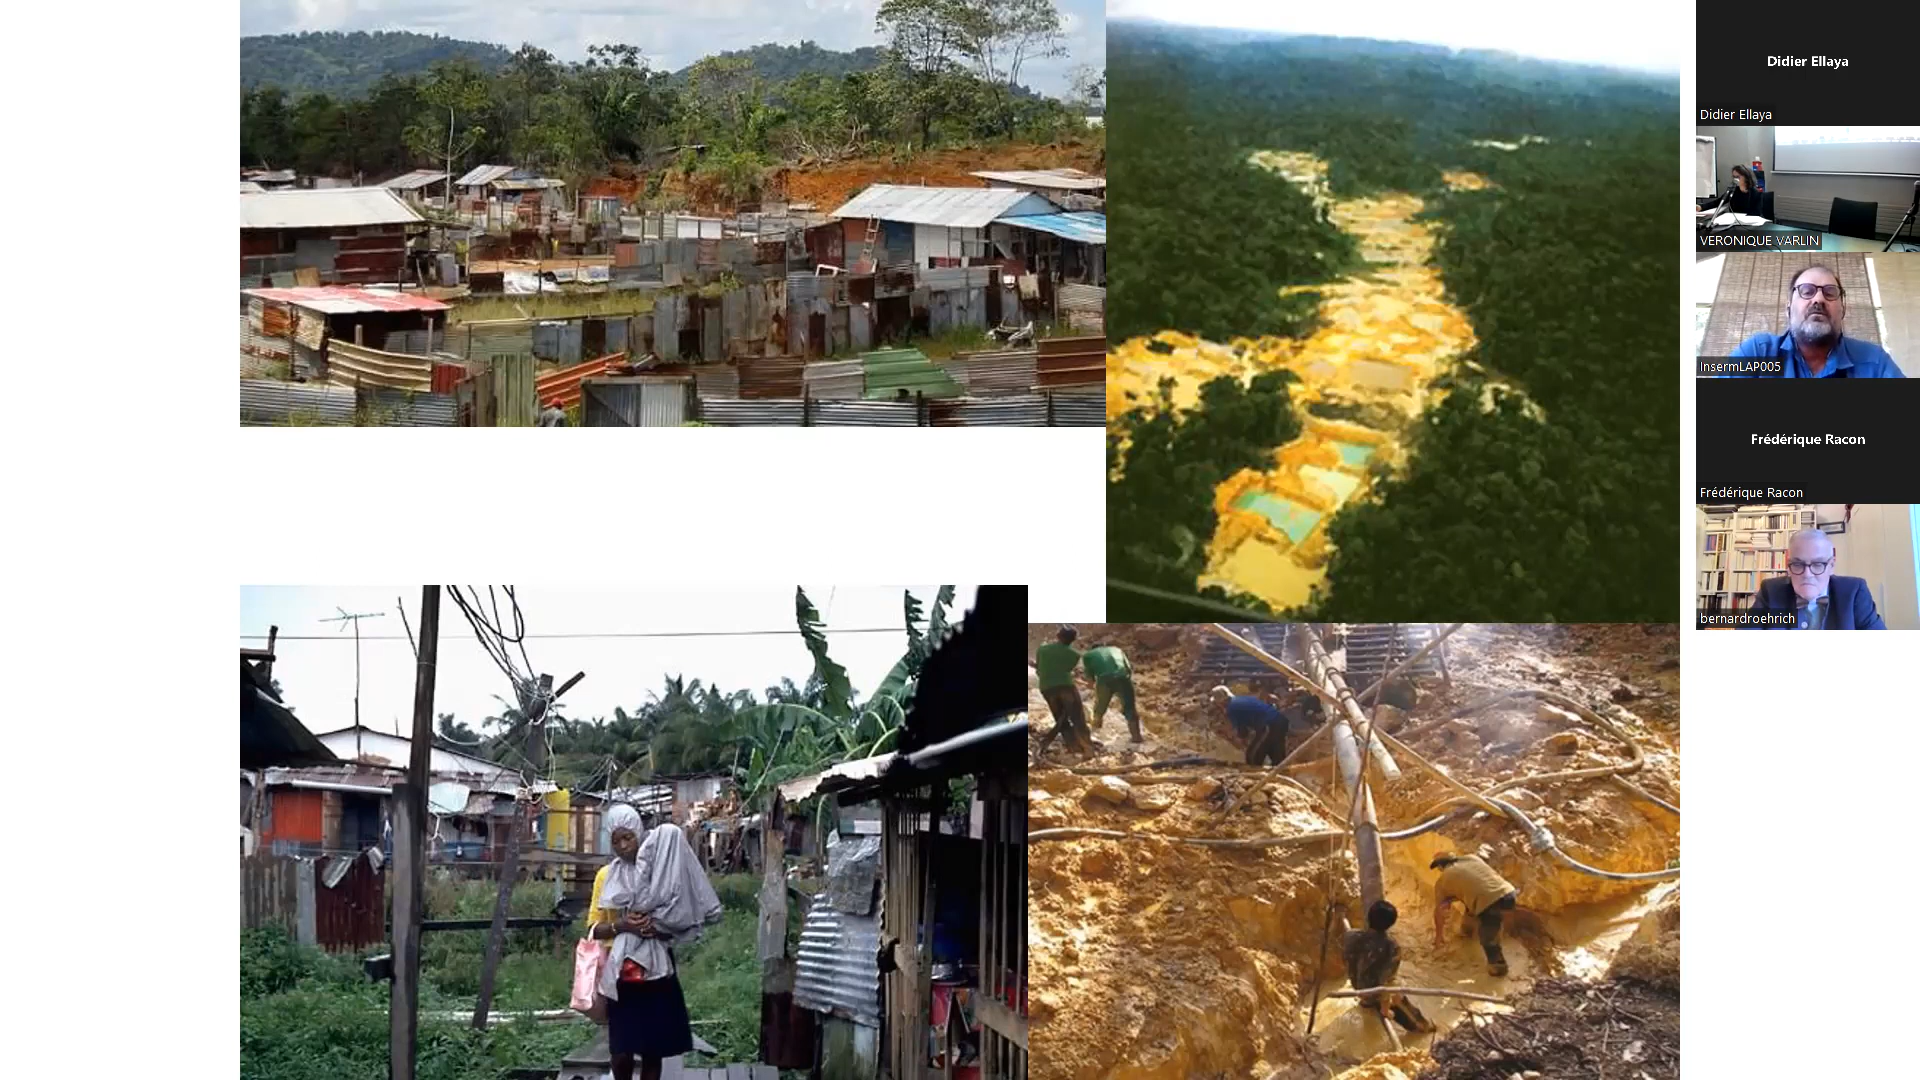 Didier Ellaya
Didier Ellaya
VERONIQUE VARLIN
InsermLAP005
Frédérique Racon
Frédérique Racon
bernardroehrich